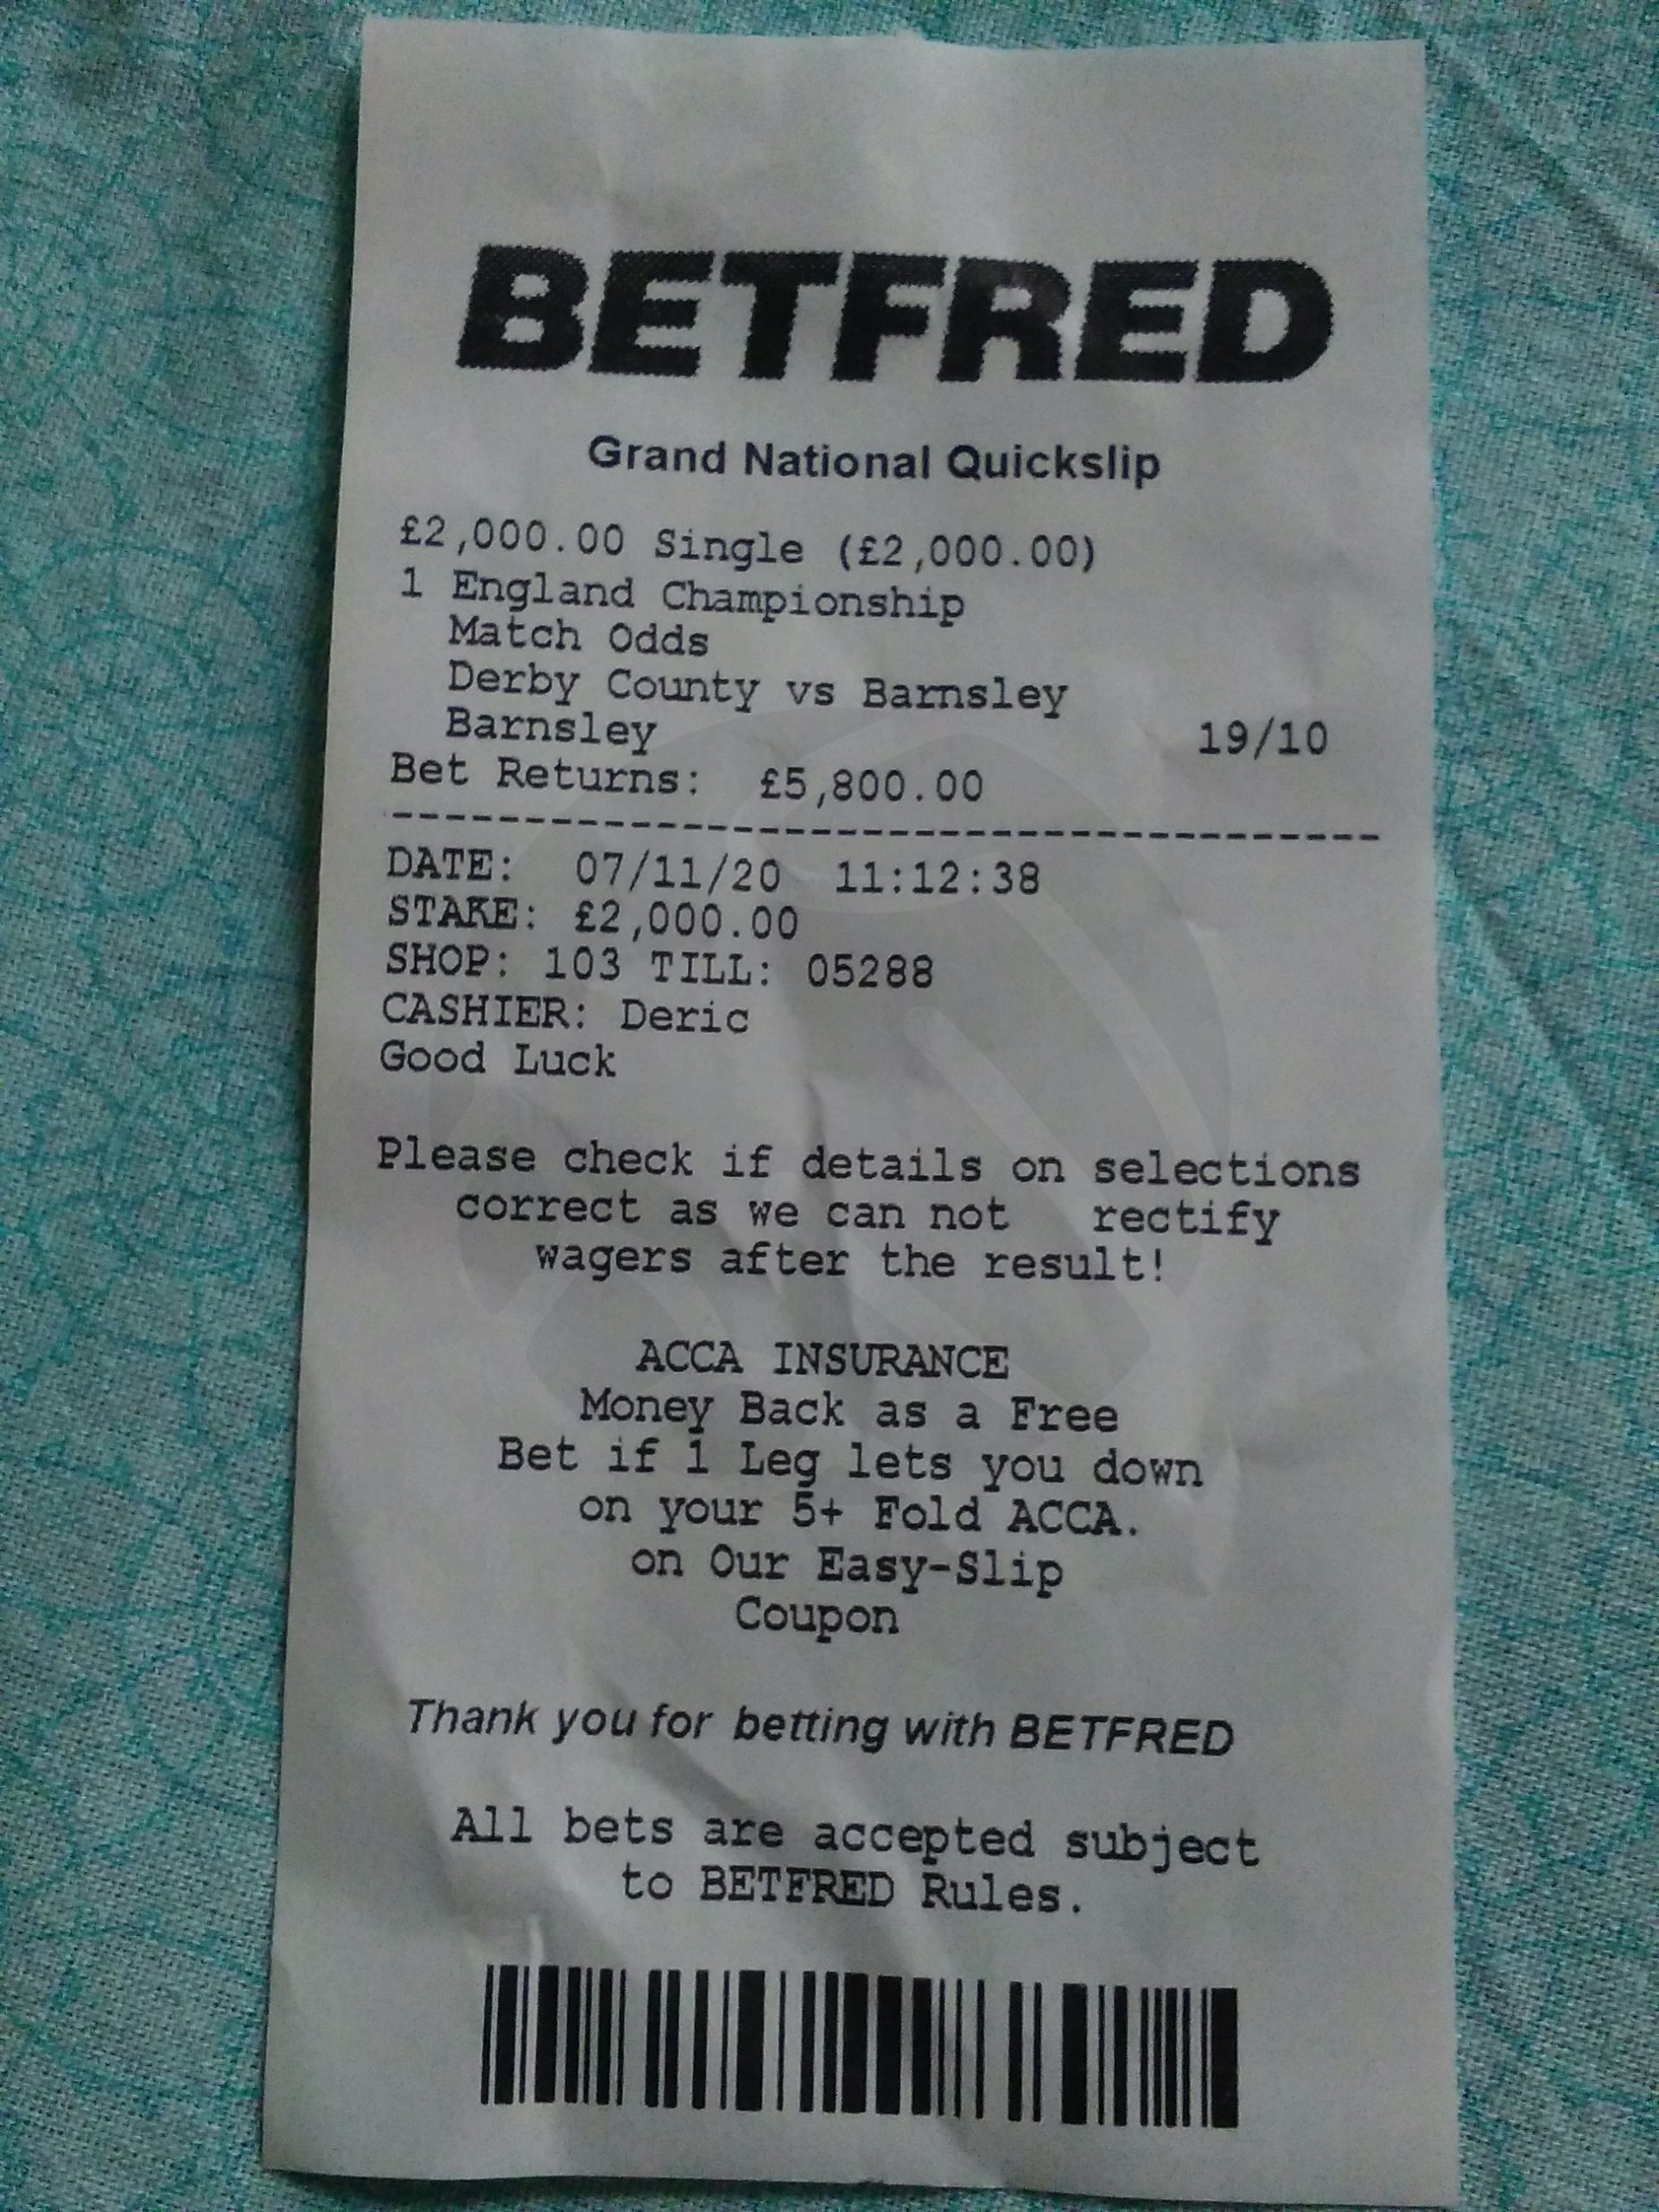 BETFRED
Grand National Quickslip
£2,000.00 Single (£2,000.00)
1 England Championship
Match Odds
Derby County vs Barnsley
Barnsley 19/10
Bet Returns: £5,800.00
--------------------------------------
DATE: 07/11/20 11:12:38
STAKE: £2,000.00
SHOP: 103 TILL: 05288
CASHIER: Deric
Good Luck
Please check if details on selections
correct as we can not rectify
wagers after the result!
ACCA INSURANCE
Money Back as a Free
Bet if 1 Leg lets you down
on your 5+ Fold ACCA.
on Our Easy-Slip
Coupon
Thank you for betting with BETFRED
All bets are accepted subject
to BETFRED Rules.